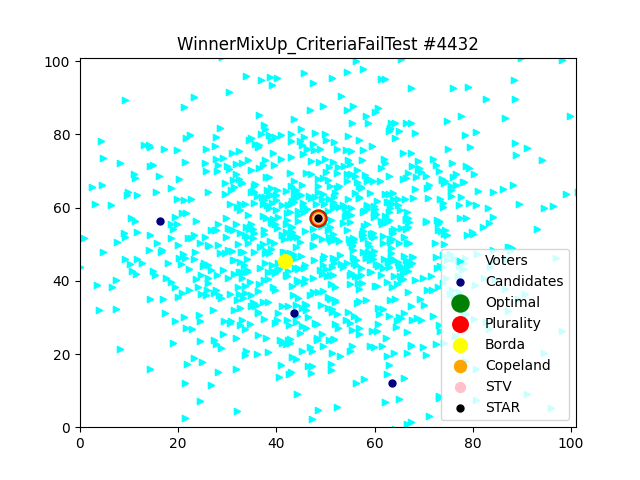 WinnerMixUp_CriteriaFailTest #4432
100
80
60
40
20
0
0 20 40 60 80 100
Voters
Candidates
Optimal
Plurality
Borda
Copeland
STV
STAR